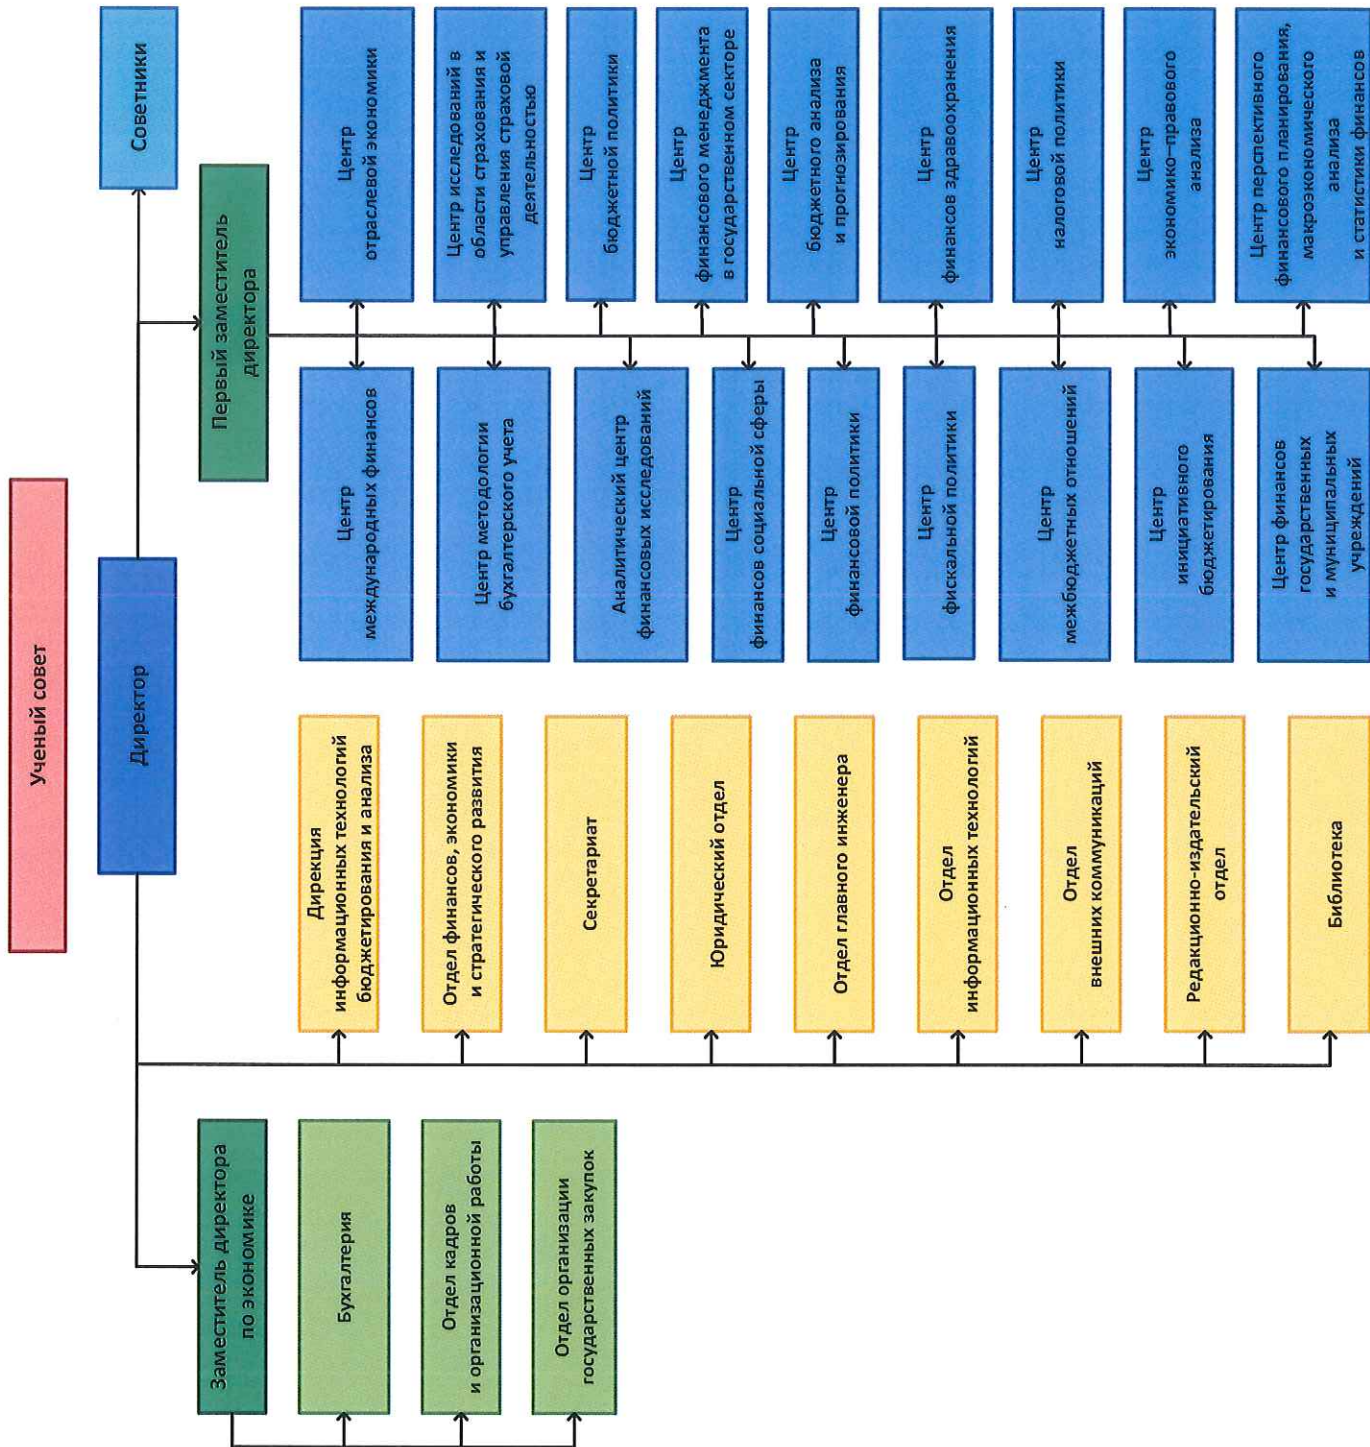 Ученый совет
Директор
Советники
Заместитель директора
по экономике
Первый заместитель
директора
Бухгалтерия
Отдел кадров
и организационной работы
Отдел организации
государственных закупок
Дирекция
информационных технологий
бюджетирования и анализа
Отдел финансов, экономики
и стратегического развития
Секретариат
Юридический отдел
Отдел главного инженера
Отдел
информационных технологий
Отдел
внешних коммуникаций
Редакционно-издательский
отдел
Библиотека
Центр
международных финансов
Центр методологии
бухгалтерского учета
Аналитический центр
финансовых исследований
Центр
финансов социальной сферы
Центр
финансовой политики
Центр
фискальной политики
Центр
межбюджетных отношений
Центр
инициативного
бюджетирования
Центр финансов
государственных
и муниципальных
учреждений
Центр
отраслевой экономики
Центр исследований в
области страхования и
управления страховой
деятельностью
Центр
бюджетной политики
Центр
финансового менеджмента
в государственном секторе
Центр
бюджетного анализа
и прогнозирования
Центр
финансов здравоохранения
Центр
налоговой политики
Центр
экономико–правового
анализа
Центр перспективного
финансового планирования,
макроэкономического
анализа
и статистики финансов